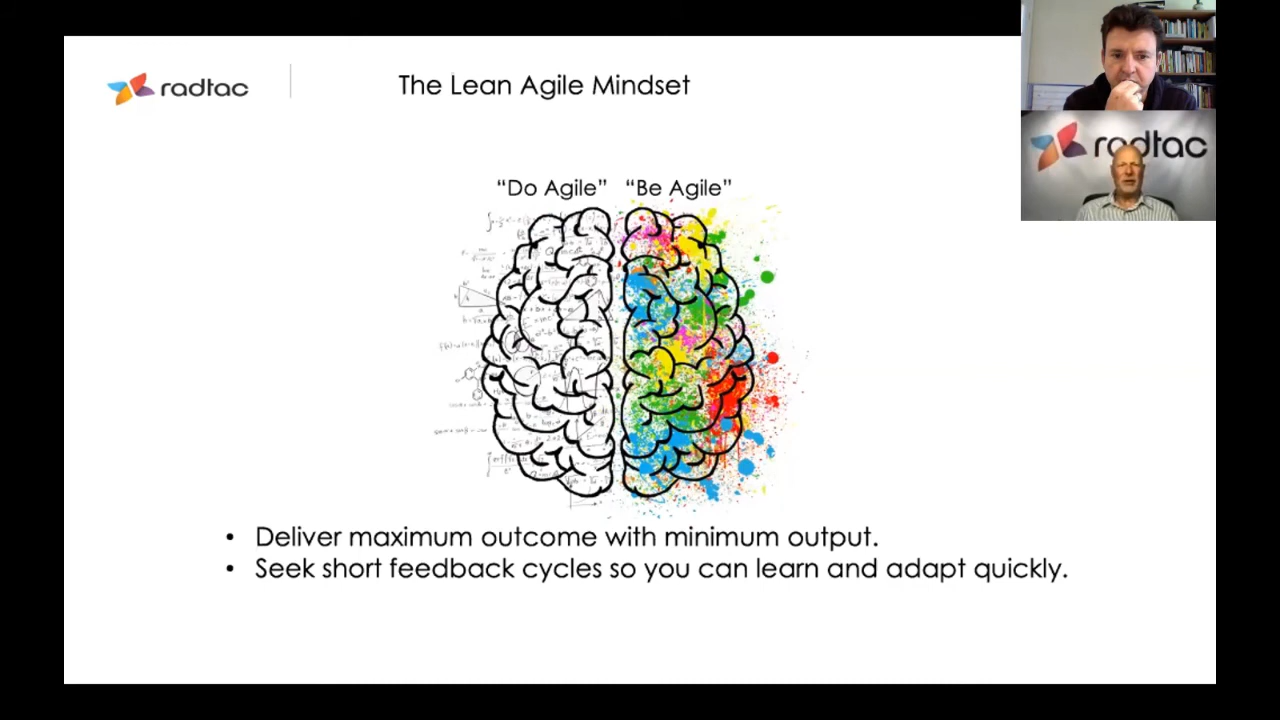 radtac
The Lean Agile Mindset
radtac
“Do Agile” “Be Agile”
• Deliver maximum outcome with minimum output.
• Seek short feedback cycles so you can learn and adapt quickly.